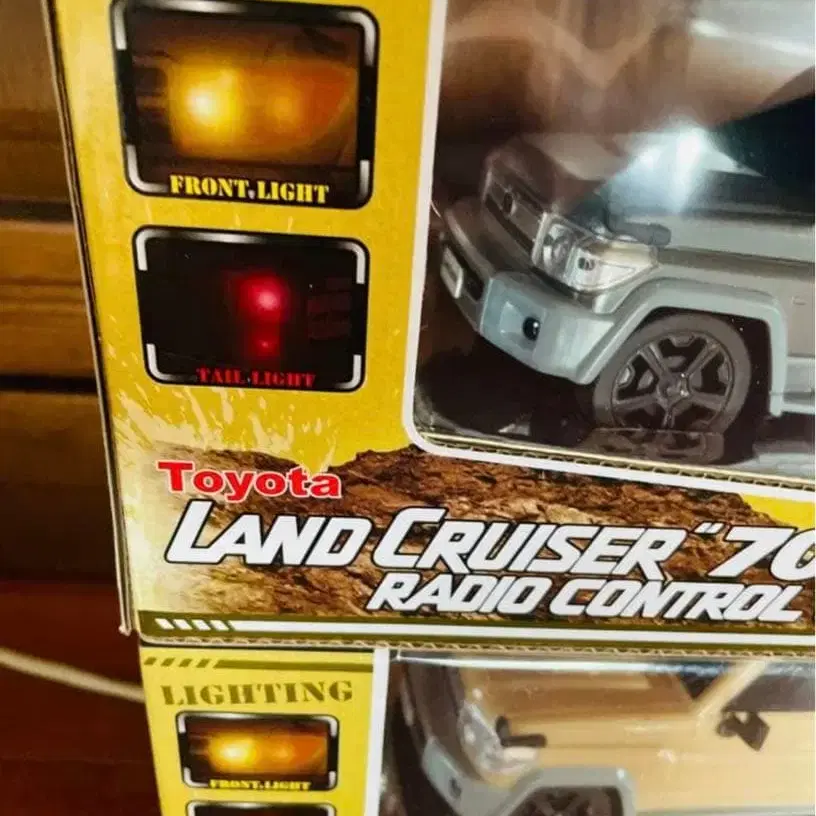 FRONT LIGHT
TAIL LIGHT
Toyota
LAND CRUISER "70
RADIO CONTROL
LIGHTING
FRONT LIGHT